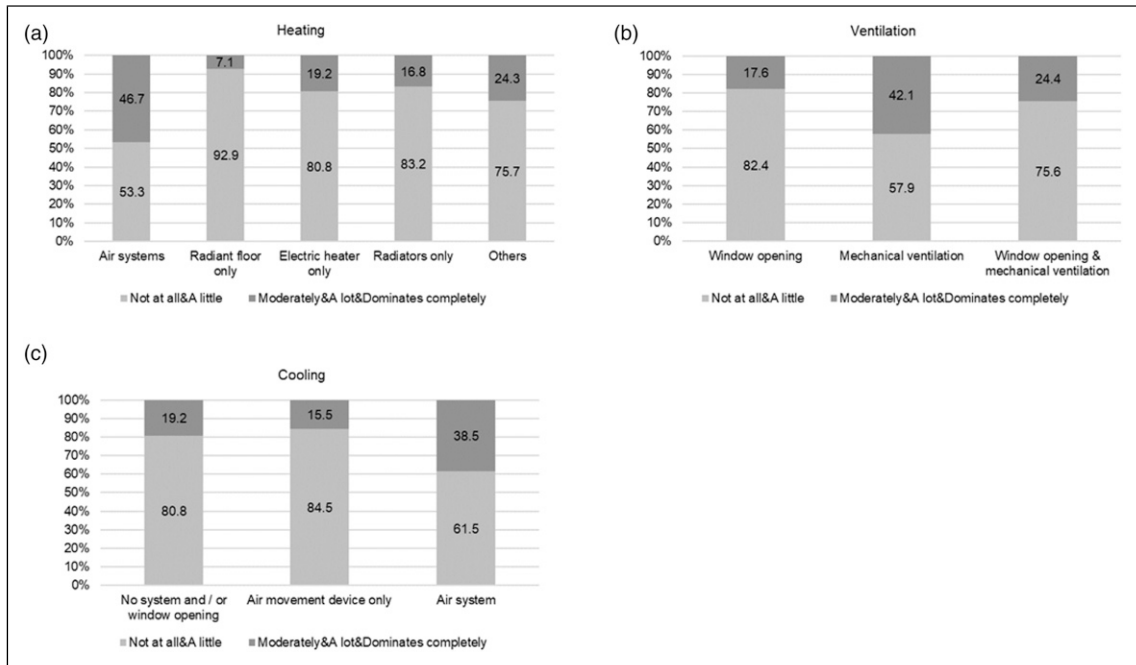 (a)
Heating
100%
90%
80%
70%
60%
50%
40%
30%
20%
10%
0%
46.7
7.1
19.2
16.8
24.3
53.3
92.9
80.8
83.2
75.7
Air systems
Radiant floor only
Electric heater only
Radiators only
Others
Not at all&A little
Moderately&A lot&Dominates completely
(b)
Ventilation
100%
90%
80%
70%
60%
50%
40%
30%
20%
10%
0%
17.6
42.1
24.4
82.4
57.9
75.6
Window opening
Mechanical ventilation
Window opening &
mechanical ventilation
Not at all&A little
Moderately&A lot&Dominates completely
(c)
Cooling
100%
90%
80%
70%
60%
50%
40%
30%
20%
10%
0%
19.2
15.5
38.5
80.8
84.5
61.5
No system and / or
window opening
Air movement device only
Air system
Not at all&A little
Moderately&A lot&Dominates completely